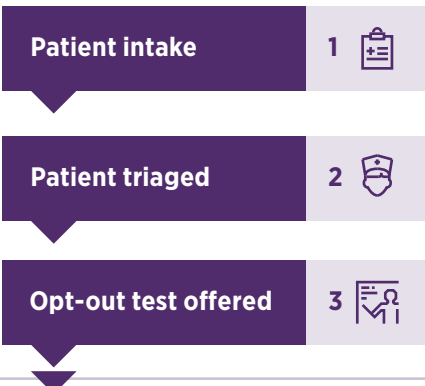 Patient intake 1
Patient triaged 2
Opt-out test offered 3